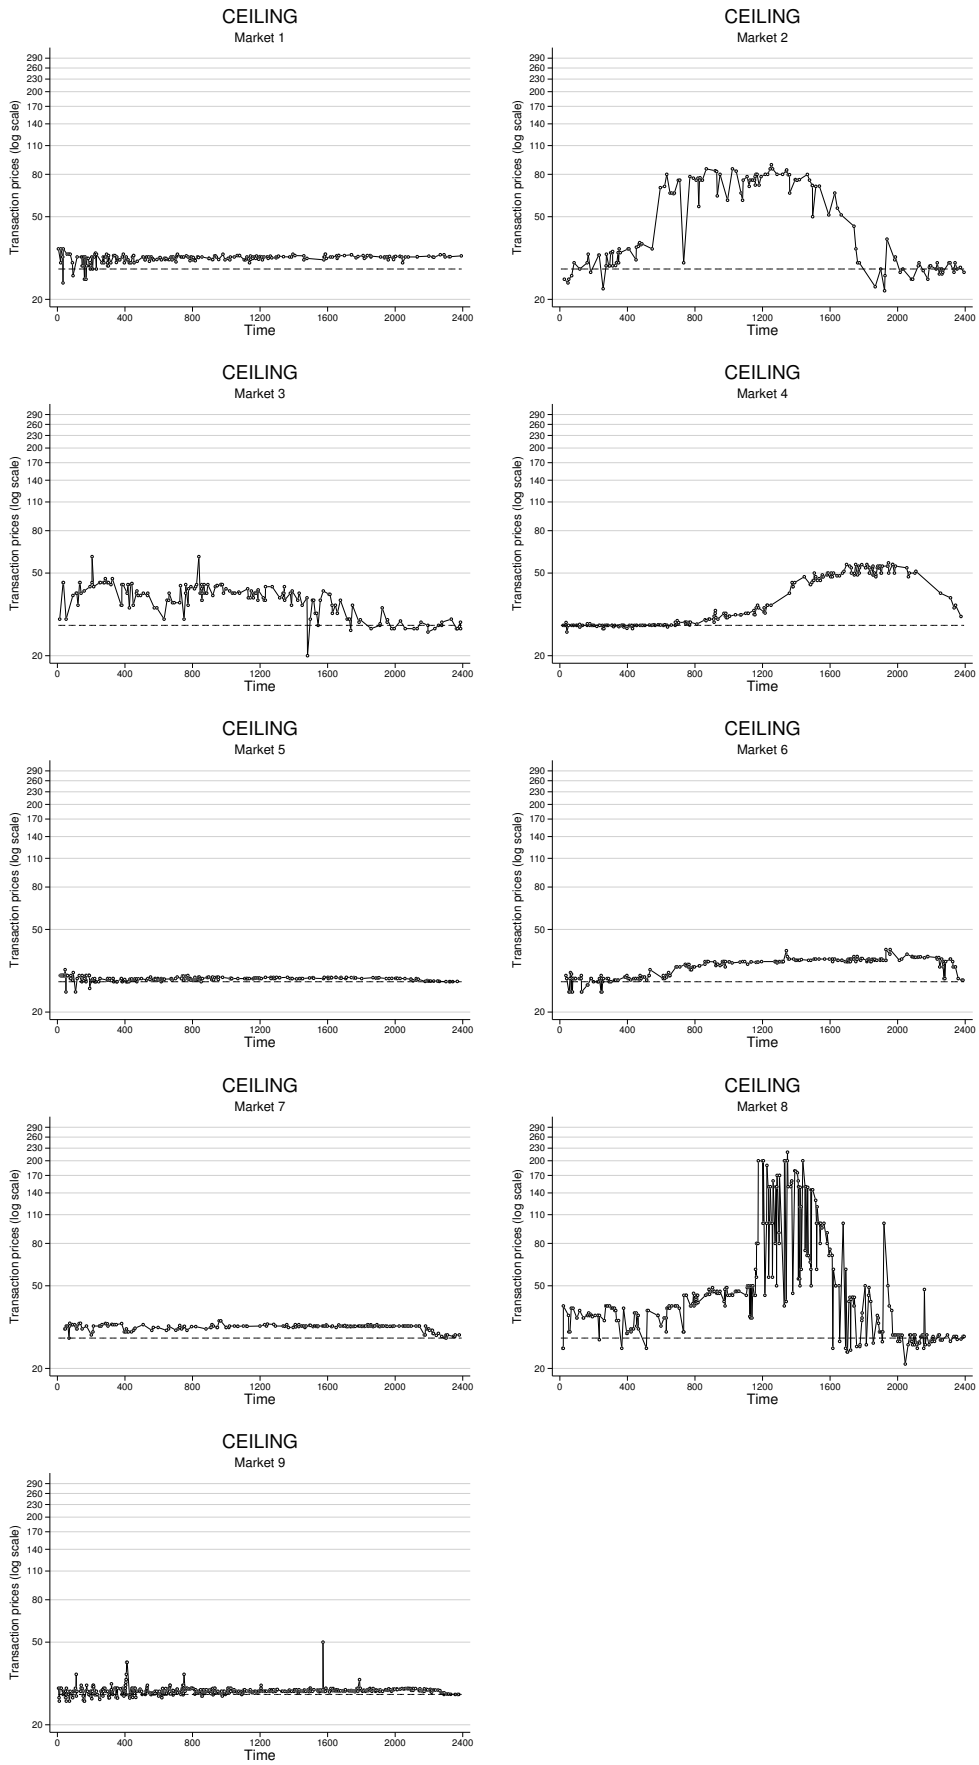 CEILING
Market 1
Transaction prices (log scale)
290
260
230
200
170
140
110
80
50
20
0 400 800 1200 1600 2000 2400
Time
CEILING
Market 2
Transaction prices (log scale)
290
260
230
200
170
140
110
80
50
20
0 400 800 1200 1600 2000 2400
Time
CEILING
Market 3
Transaction prices (log scale)
290
260
230
200
170
140
110
80
50
20
0 400 800 1200 1600 2000 2400
Time
CEILING
Market 4
Transaction prices (log scale)
290
260
230
200
170
140
110
80
50
20
0 400 800 1200 1600 2000 2400
Time
CEILING
Market 5
Transaction prices (log scale)
290
260
230
200
170
140
110
80
50
20
0 400 800 1200 1600 2000 2400
Time
CEILING
Market 6
Transaction prices (log scale)
290
260
230
200
170
140
110
80
50
20
0 400 800 1200 1600 2000 2400
Time
CEILING
Market 7
Transaction prices (log scale)
290
260
230
200
170
140
110
80
50
20
0 400 800 1200 1600 2000 2400
Time
CEILING
Market 8
Transaction prices (log scale)
290
260
230
200
170
140
110
80
50
20
0 400 800 1200 1600 2000 2400
Time
CEILING
Market 9
Transaction prices (log scale)
290
260
230
200
170
140
110
80
50
20
0 400 800 1200 1600 2000 2400
Time